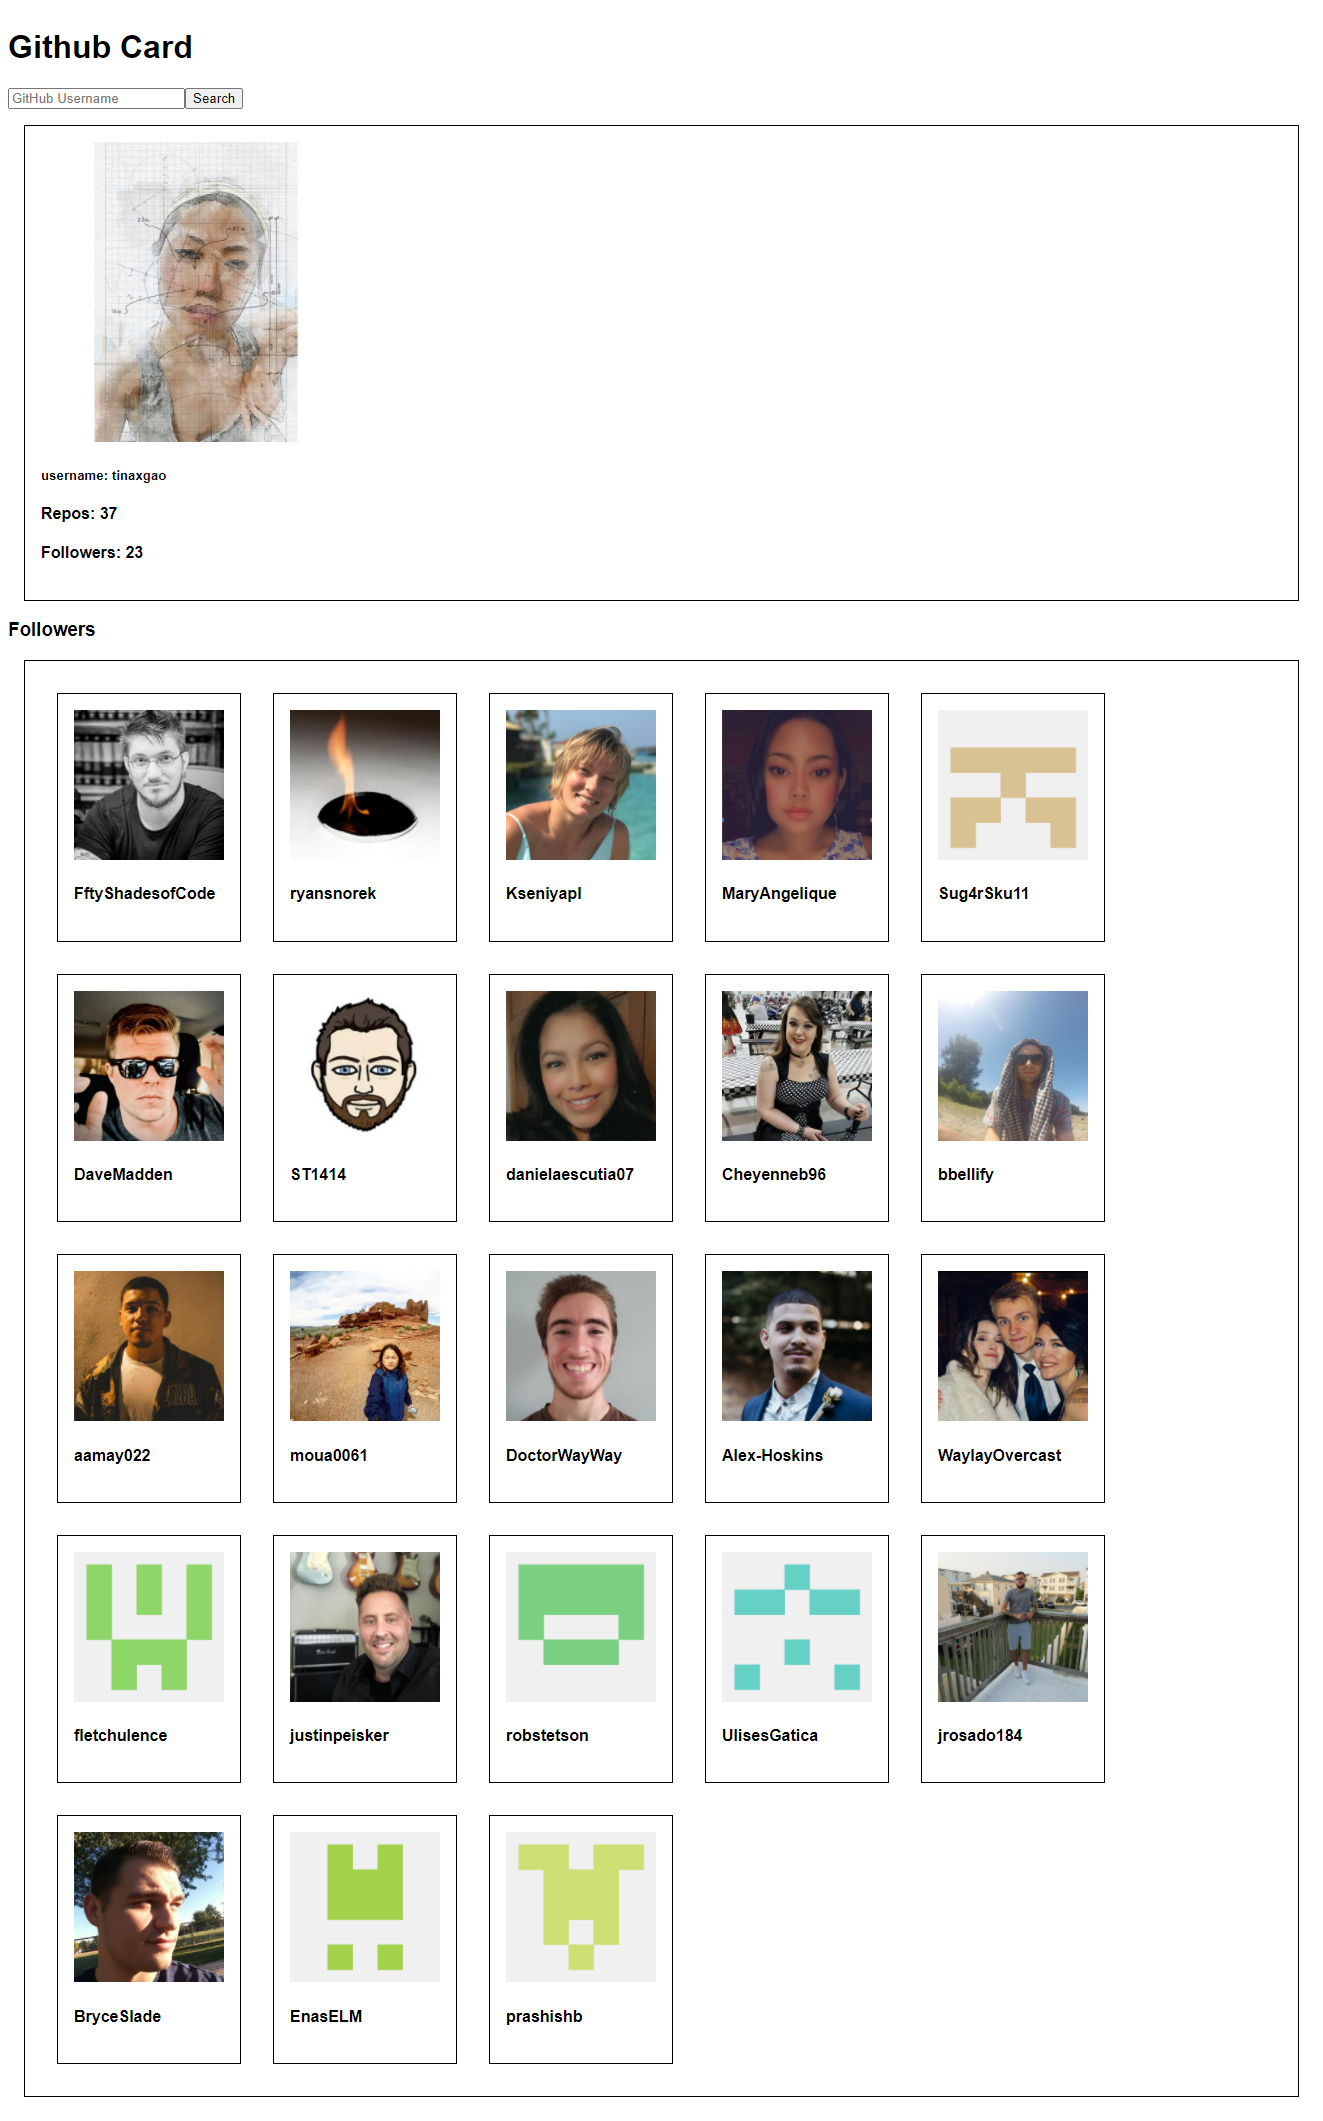 Github Card
GitHub Username Search
username: tinaxgao
Repos: 37
Followers: 23
Followers
FftyShadesofCode ryansnorek Kseniyapl MaryAngelique Sug4rSku11
DaveMadden ST1414 danielaescutia07 Cheyenneb96 bbellify
aamay022 moua0061 DoctorWayWay Alex-Hoskins WaylayOvercast
fletchulence justinpeisker robstetson UlisesGatica jrosado184
BryceSlade EnasELM prashishb